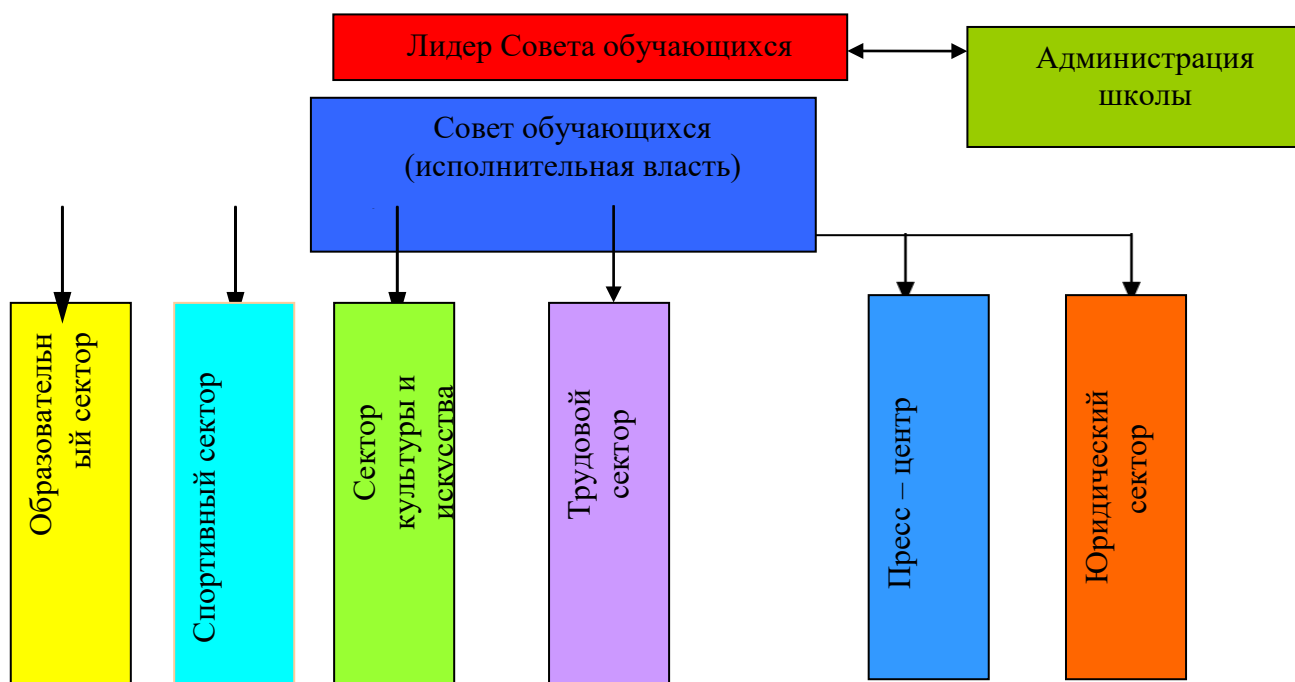 Лидер Совета обучающихся
Администрация
школы
Совет обучающихся
(исполнительная власть)
Образовательн
ый сектор
Спортивный сектор
Сектор
культуры и
искусства
Трудовой
сектор
Пресс – центр
Юридический
сектор